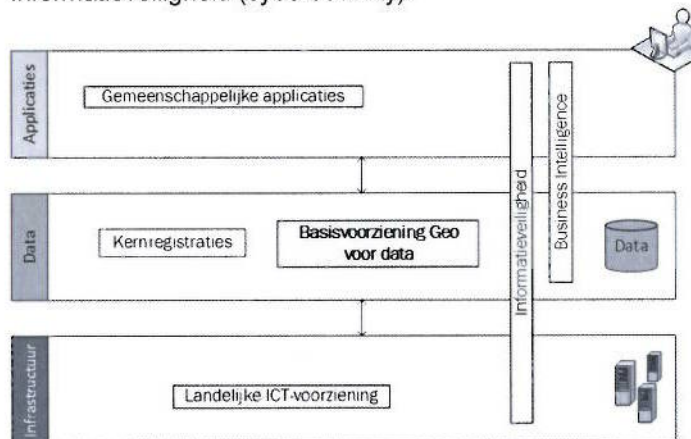 Applicaties
Gemeenschappelijke applicaties
Informatieveiligheid
Business Intelligence
Data
Kernregistraties
Basisvoorziening Geo
voor data
Data
Infrastructuur
Landelijke ICT-voorziening